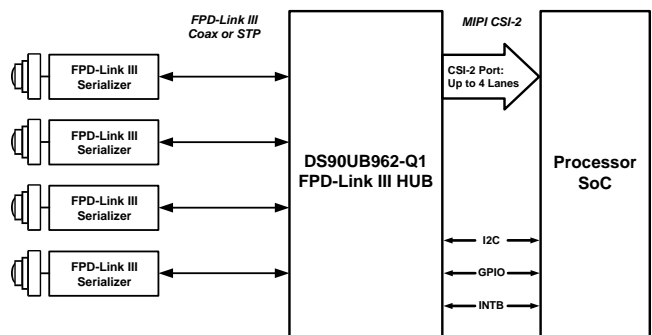 FPD-Link III
Coax or STP
MIPI CSI-2
FPD-Link III
Serializer
FPD-Link III
Serializer
FPD-Link III
Serializer
FPD-Link III
Serializer
DS90UB962-Q1
FPD-Link III HUB
CSI-2 Port:
Up to 4 Lanes
I2C
GPIO
INTB
Processor
SoC